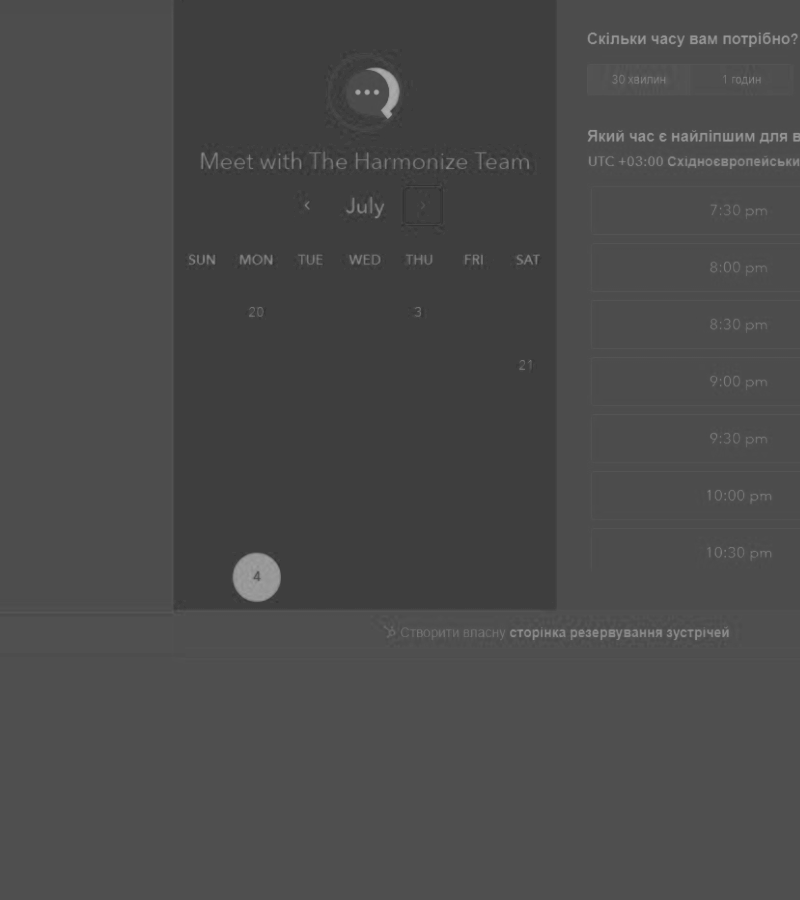 Скільки часу вам потрібно?
30 хвилин
1 годин
Meet with The Harmonize Team
July
SUN MON TUE WED THU FRI SAT
20 3
21
4
Який час є найліпшим для в
UTC +03:00 Східноєвропейськи
7:30 pm
8:00 pm
8:30 pm
9:00 pm
9:30 pm
10:00 pm
10:30 pm
Створити власну сторінка резервування зустрічей